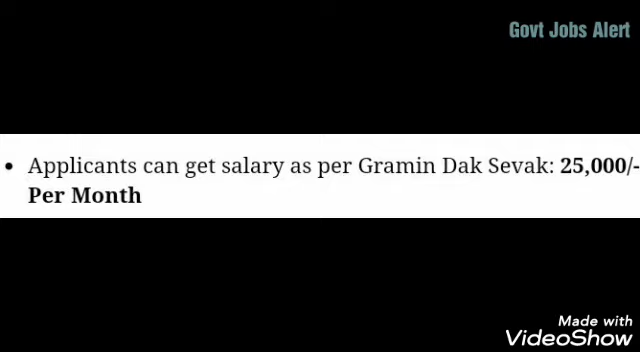 Govt Jobs Alert
• Applicants can get salary as per Gramin Dak Sevak: 25,000/-
Per Month
Made with
VideoShow